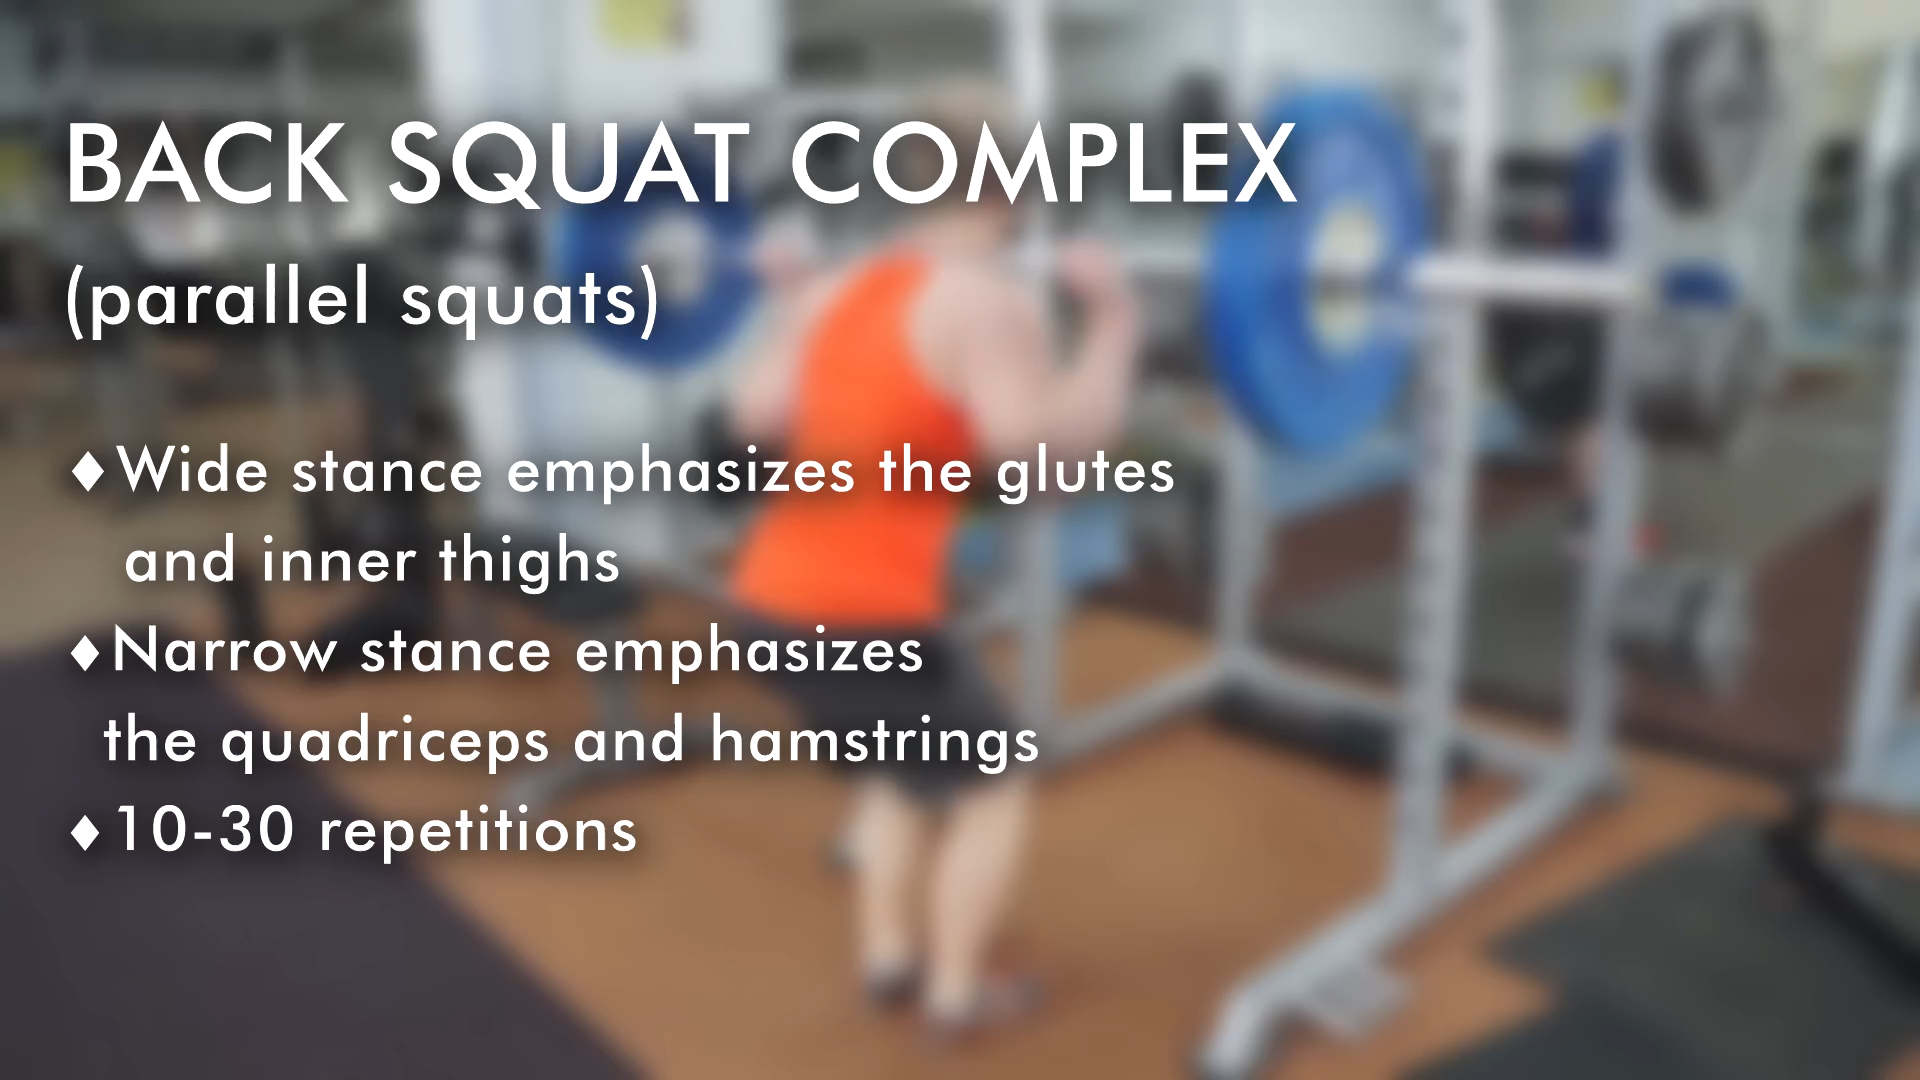 BACK SQUAT COMPLEX
(parallel squats)
♦Wide stance emphasizes the glutes
and inner thighs
♦Narrow stance emphasizes
the quadriceps and hamstrings
♦10-30 repetitions